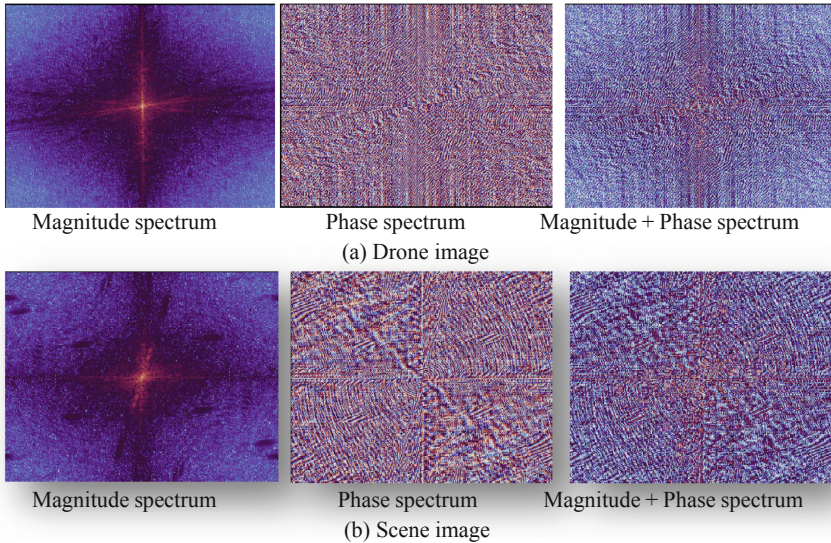 Magnitude spectrum Phase spectrum Magnitude + Phase spectrum
(a) Drone image
Magnitude spectrum Phase spectrum Magnitude + Phase spectrum
(b) Scene image